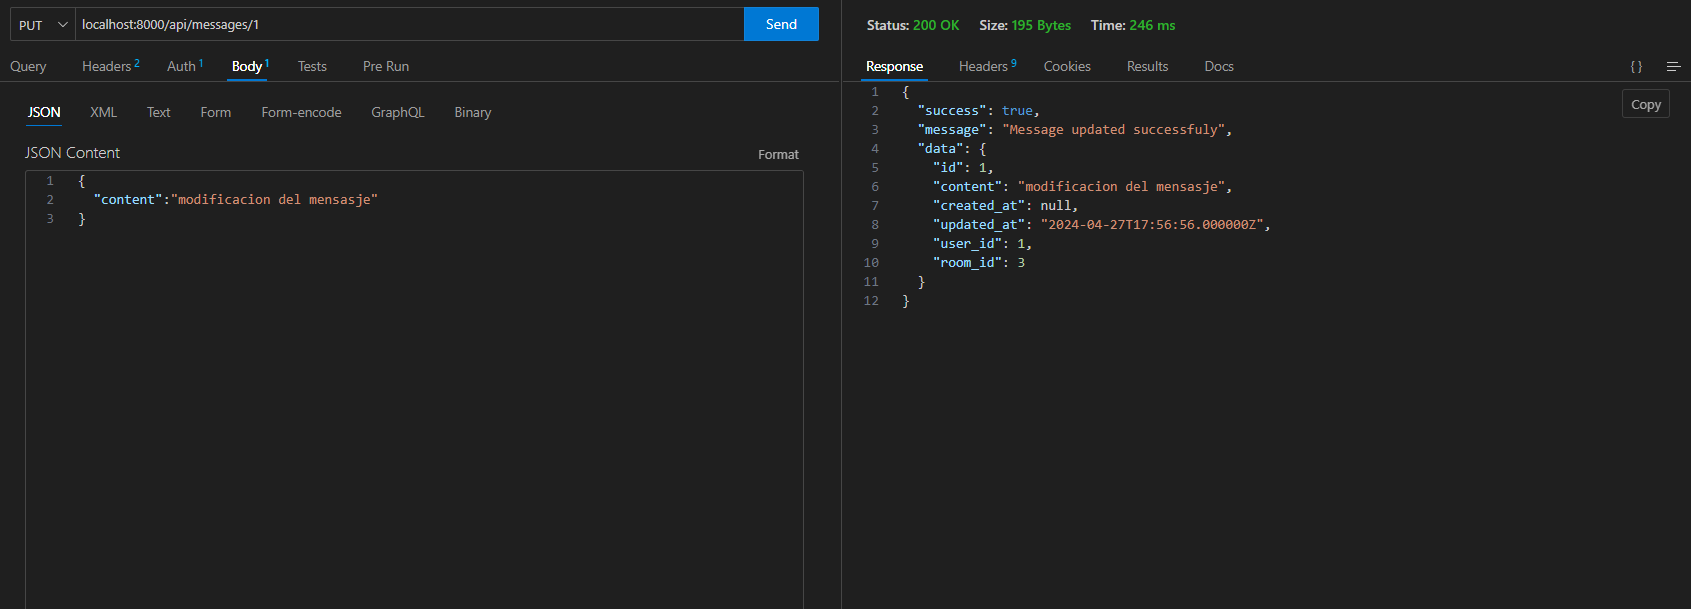 PUT localhost:8000/api/messages/1 Send
Query Headers 2 Auth 1 Body 1 Tests Pre Run
JSON XML Text Form Form-encode GraphQL Binary
JSON Content Format
1 {
2 "content":"modificacion del mensasje"
3 }
Status: 200 OK Size: 195 Bytes Time: 246 ms
Response Headers 9 Cookies Results Docs {}
Copy
1 {
2 "success": true,
3 "message": "Message updated successfuly",
4 "data": {
5 "id": 1,
6 "content": "modificacion del mensasje",
7 "created_at": null,
8 "updated_at": "2024-04-27T17:56:56.000000Z",
9 "user_id": 1,
10 "room_id": 3
11 }
12 }